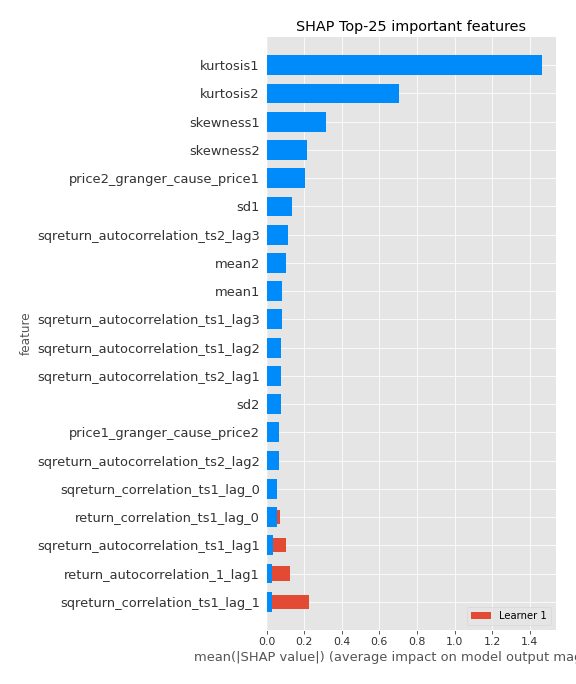 SHAP Top-25 important features
kurtosis1
kurtosis2
skewness1
skewness2
price2_granger_cause_price1
sd1
sqreturn_autocorrelation_ts2_lag3
mean2
mean1
sqreturn_autocorrelation_ts1_lag3
sqreturn_autocorrelation_ts1_lag2
sqreturn_autocorrelation_ts2_lag1
sd2
price1_granger_cause_price2
sqreturn_autocorrelation_ts2_lag2
sqreturn_correlation_ts1_lag_0
return_correlation_ts1_lag_0
sqreturn_autocorrelation_ts1_lag1
return_autocorrelation_1_lag1
sqreturn_correlation_ts1_lag_1
feature
Learner 1
0.0 0.2 0.4 0.6 0.8 1.0 1.2 1.4
mean(|SHAP value|) (average impact on model output mag